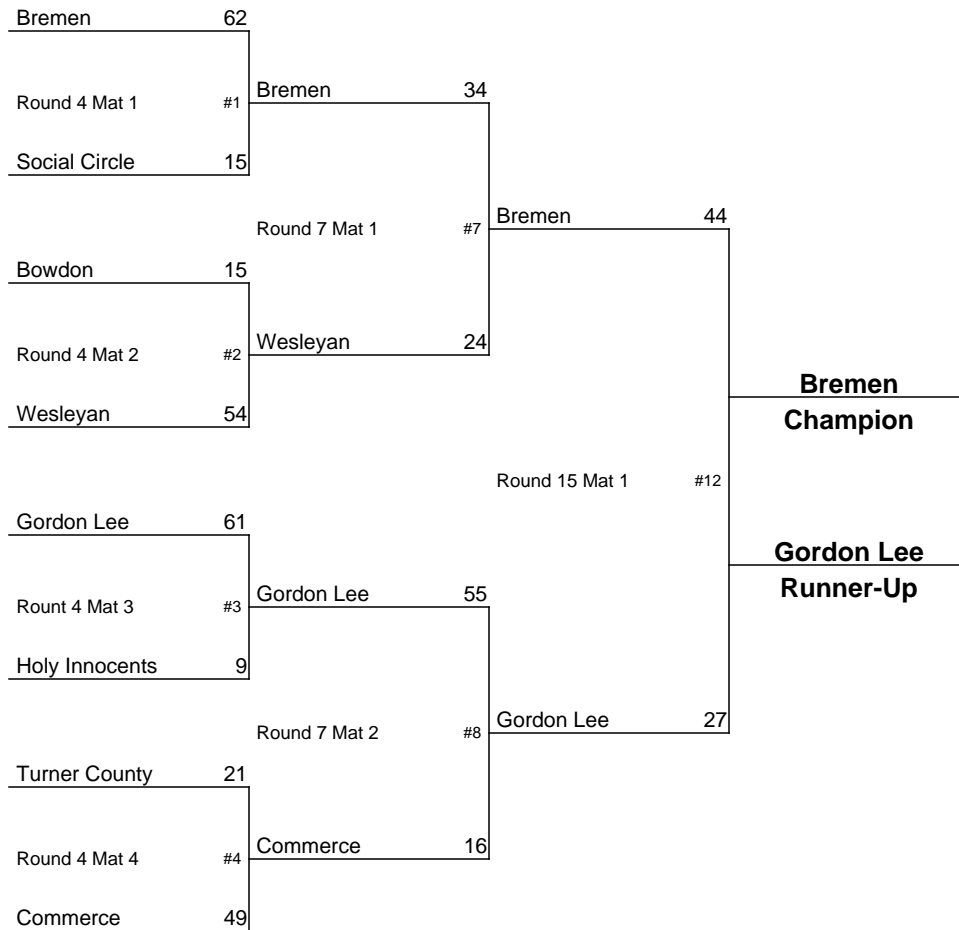 Bremen 62
Round 4 Mat 1 #1
Bremen 34
Social Circle 15
Round 7 Mat 1 #7
Bremen 44
Bowdon 15
Round 4 Mat 2 #2
Wesleyan 24
Wesleyan 54
Bremen
Champion
Round 15 Mat 1 #12
Gordon Lee 61
Rount 4 Mat 3 #3
Gordon Lee 55
Gordon Lee
Runner-Up
Holy Innocents 9
Round 7 Mat 2 #8
Gordon Lee 27
Turner County 21
Round 4 Mat 4 #4
Commerce 16
Commerce 49